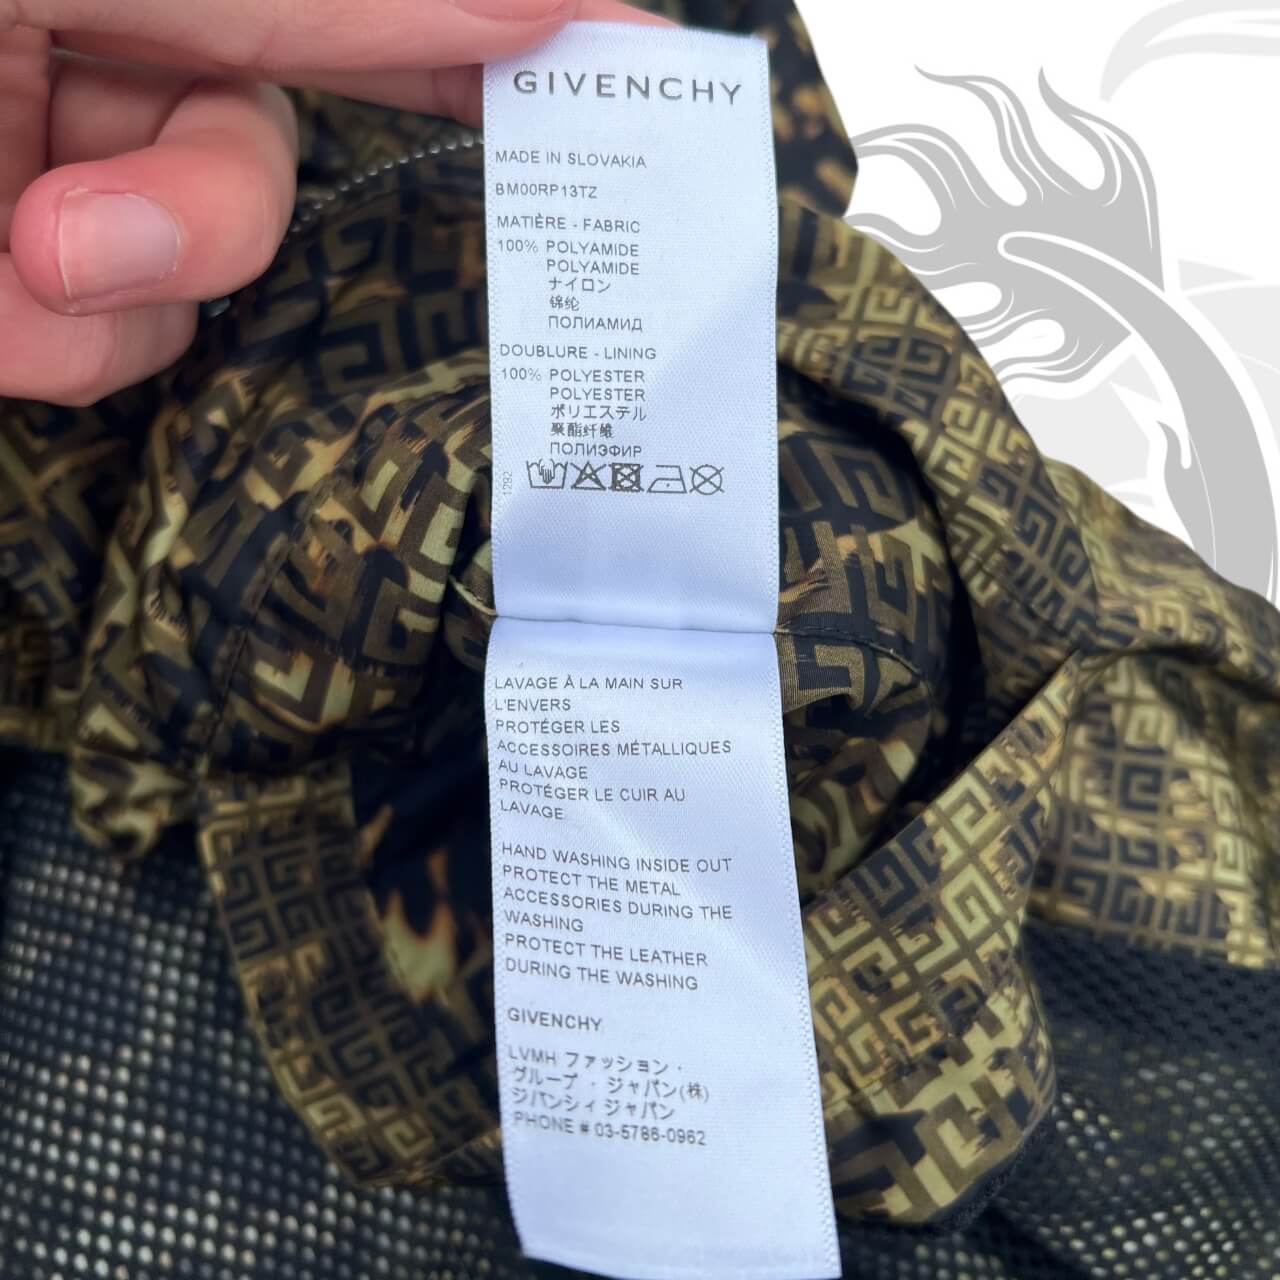 GIVENCHY
MADE IN SLOVAKIA
BM00RP13TZ
MATIÈRE - FABRIC
100% POLYAMIDE
POLYAMIDE
ナイロン
锦纶
ПОЛИАМИД
DOUBLURE - LINING
100% POLYESTER
POLYESTER
ポリエステル
聚酯纤维
ПОЛИЭФИР
1292
LAVAGE À LA MAIN SUR
L'ENVERS
PROTÉGER LES
ACCESSOIRES MÉTALLIQUES
AU LAVAGE
PROTÉGER LE CUIR AU
LAVAGE
HAND WASHING INSIDE OUT
PROTECT THE METAL
ACCESSORIES DURING THE
WASHING
PROTECT THE LEATHER
DURING THE WASHING
GIVENCHY
LVMH ファッション・
グループ・ジャパン(株)
ジバンシィ ジャパン
PHONE # 03-5786-0962